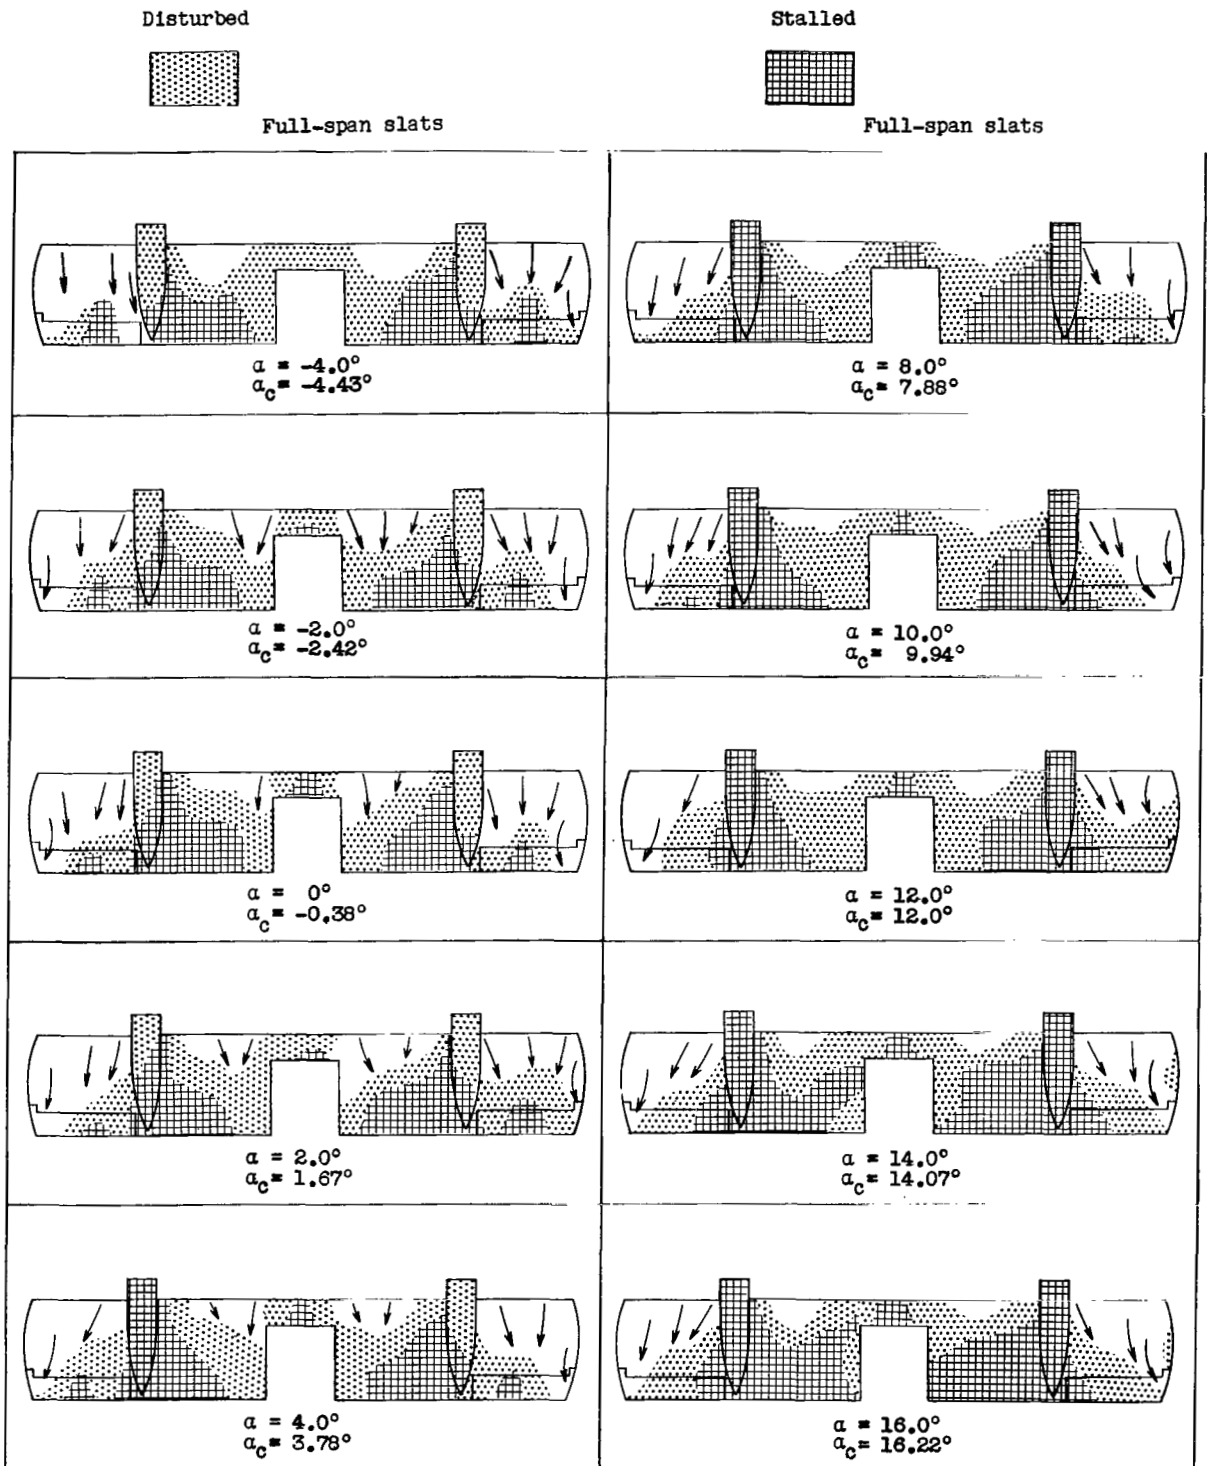 Disturbed
Stalled
Full-span slats
Full-span slats
α = -4.0°
αc= -4.43°
α = 8.0°
αc= 7.88°
α = -2.0°
αc= -2.42°
α = 10.0°
αc= 9.94°
α = 0°
αc= -0.38°
α = 12.0°
αc= 12.0°
α = 2.0°
αc= 1.67°
α = 14.0°
αc= 14.07°
α = 4.0°
αc= 3.78°
α = 16.0°
αc= 16.22°